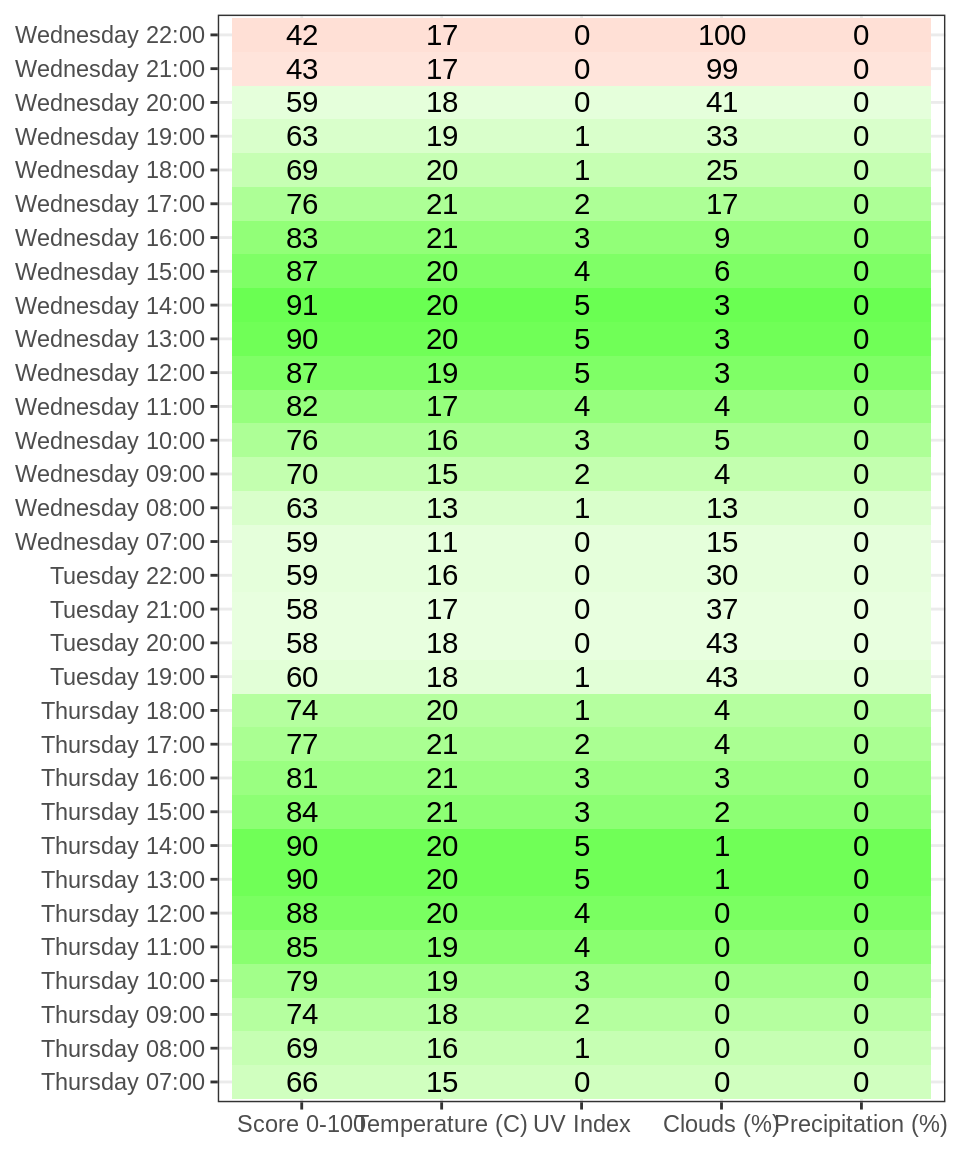 Wednesday 22:00 42 17 0 100 0
Wednesday 21:00 43 17 0 99 0
Wednesday 20:00 59 18 0 41 0
Wednesday 19:00 63 19 1 33 0
Wednesday 18:00 69 20 1 25 0
Wednesday 17:00 76 21 2 17 0
Wednesday 16:00 83 21 3 9 0
Wednesday 15:00 87 20 4 6 0
Wednesday 14:00 91 20 5 3 0
Wednesday 13:00 90 20 5 3 0
Wednesday 12:00 87 19 5 3 0
Wednesday 11:00 82 17 4 4 0
Wednesday 10:00 76 16 3 5 0
Wednesday 09:00 70 15 2 4 0
Wednesday 08:00 63 13 1 13 0
Wednesday 07:00 59 11 0 15 0
Tuesday 22:00 59 16 0 30 0
Tuesday 21:00 58 17 0 37 0
Tuesday 20:00 58 18 0 43 0
Tuesday 19:00 60 18 1 43 0
Thursday 18:00 74 20 1 4 0
Thursday 17:00 77 21 2 4 0
Thursday 16:00 81 21 3 3 0
Thursday 15:00 84 21 3 2 0
Thursday 14:00 90 20 5 1 0
Thursday 13:00 90 20 5 1 0
Thursday 12:00 88 20 4 0 0
Thursday 11:00 85 19 4 0 0
Thursday 10:00 79 19 3 0 0
Thursday 09:00 74 18 2 0 0
Thursday 08:00 69 16 1 0 0
Thursday 07:00 66 15 0 0 0
Score 0-100 Temperature (C) UV Index Clouds (%) Precipitation (%)